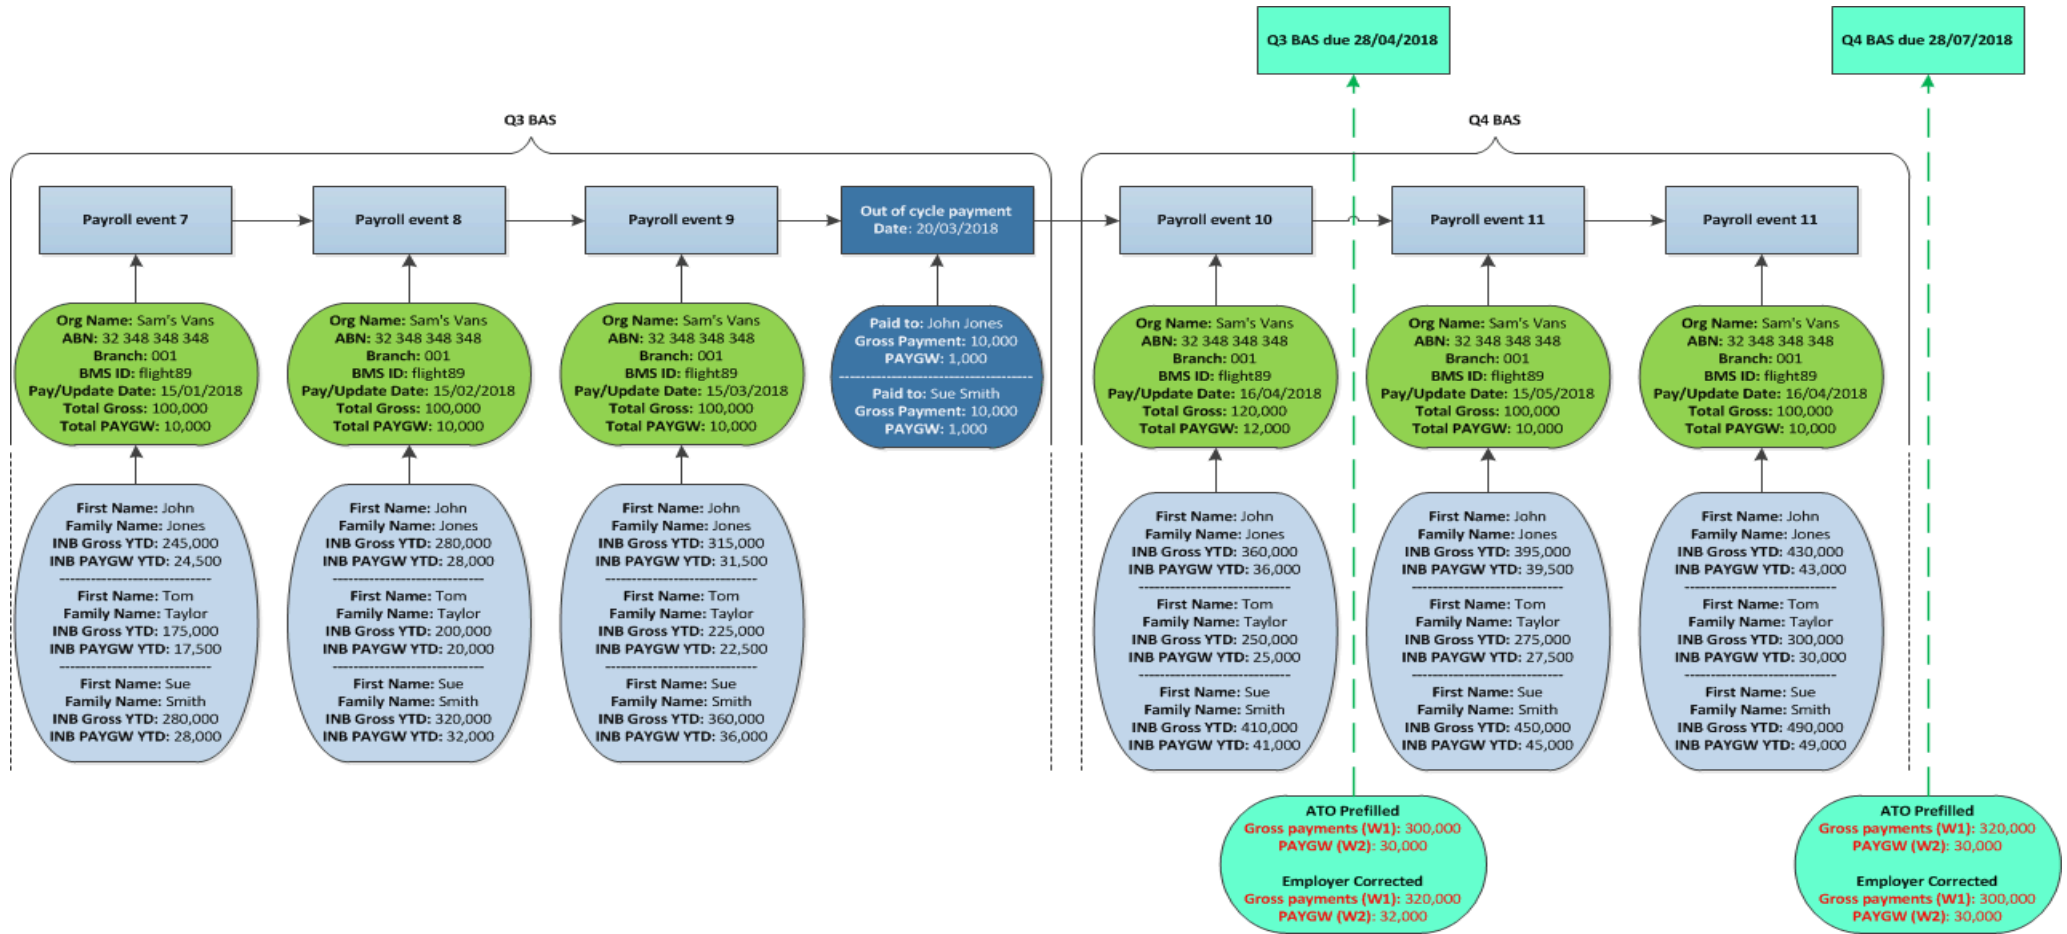 Q3 BAS due 28/04/2018
Q4 BAS due 28/07/2018
Q3 BAS
Q4 BAS
Payroll event 7
Payroll event 8
Payroll event 9
Out of cycle payment
Date: 20/03/2018
Payroll event 10
Payroll event 11
Payroll event 11
Org Name: Sam's Vans
ABN: 32 348 348 348
Branch: 001
BMS ID: flight89
Pay/Update Date: 15/01/2018
Total Gross: 100,000
Total PAYGW: 10,000
Org Name: Sam's Vans
ABN: 32 348 348 348
Branch: 001
BMS ID: flight89
Pay/Update Date: 15/02/2018
Total Gross: 100,000
Total PAYGW: 10,000
Org Name: Sam's Vans
ABN: 32 348 348 348
Branch: 001
BMS ID: flight89
Pay/Update Date: 15/03/2018
Total Gross: 100,000
Total PAYGW: 10,000
Paid to: John Jones
Gross Payment: 10,000
PAYGW: 1,000
Paid to: Sue Smith
Gross Payment: 10,000
PAYGW: 1,000
Org Name: Sam's Vans
ABN: 32 348 348 348
Branch: 001
BMS ID: flight89
Pay/Update Date: 16/04/2018
Total Gross: 120,000
Total PAYGW: 12,000
Org Name: Sam's Vans
ABN: 32 348 348 348
Branch: 001
BMS ID: flight89
Pay/Update Date: 15/05/2018
Total Gross: 100,000
Total PAYGW: 10,000
Org Name: Sam's Vans
ABN: 32 348 348 348
Branch: 001
BMS ID: flight89
Pay/Update Date: 16/04/2018
Total Gross: 100,000
Total PAYGW: 10,000
First Name: John
Family Name: Jones
INB Gross YTD: 245,000
INB PAYGW YTD: 24,500
First Name: Tom
Family Name: Taylor
INB Gross YTD: 175,000
INB PAYGW YTD: 17,500
First Name: Sue
Family Name: Smith
INB Gross YTD: 280,000
INB PAYGW YTD: 28,000
First Name: John
Family Name: Jones
INB Gross YTD: 280,000
INB PAYGW YTD: 28,000
First Name: Tom
Family Name: Taylor
INB Gross YTD: 200,000
INB PAYGW YTD: 20,000
First Name: Sue
Family Name: Smith
INB Gross YTD: 320,000
INB PAYGW YTD: 32,000
First Name: John
Family Name: Jones
INB Gross YTD: 315,000
INB PAYGW YTD: 31,500
First Name: Tom
Family Name: Taylor
INB Gross YTD: 225,000
INB PAYGW YTD: 22,500
First Name: Sue
Family Name: Smith
INB Gross YTD: 360,000
INB PAYGW YTD: 36,000
First Name: John
Family Name: Jones
INB Gross YTD: 360,000
INB PAYGW YTD: 36,000
First Name: Tom
Family Name: Taylor
INB Gross YTD: 250,000
INB PAYGW YTD: 25,000
First Name: Sue
Family Name: Smith
INB Gross YTD: 410,000
INB PAYGW YTD: 41,000
First Name: John
Family Name: Jones
INB Gross YTD: 395,000
INB PAYGW YTD: 39,500
First Name: Tom
Family Name: Taylor
INB Gross YTD: 275,000
INB PAYGW YTD: 27,500
First Name: Sue
Family Name: Smith
INB Gross YTD: 450,000
INB PAYGW YTD: 45,000
First Name: John
Family Name: Jones
INB Gross YTD: 430,000
INB PAYGW YTD: 43,000
First Name: Tom
Family Name: Taylor
INB Gross YTD: 300,000
INB PAYGW YTD: 30,000
First Name: Sue
Family Name: Smith
INB Gross YTD: 490,000
INB PAYGW YTD: 49,000
ATO Prefilled
Gross payments (W1): 300,000
PAYGW (W2): 30,000
Employer Corrected
Gross payments (W1): 320,000
PAYGW (W2): 32,000
ATO Prefilled
Gross payments (W1): 320,000
PAYGW (W2): 30,000
Employer Corrected
Gross payments (W1): 300,000
PAYGW (W2): 30,000